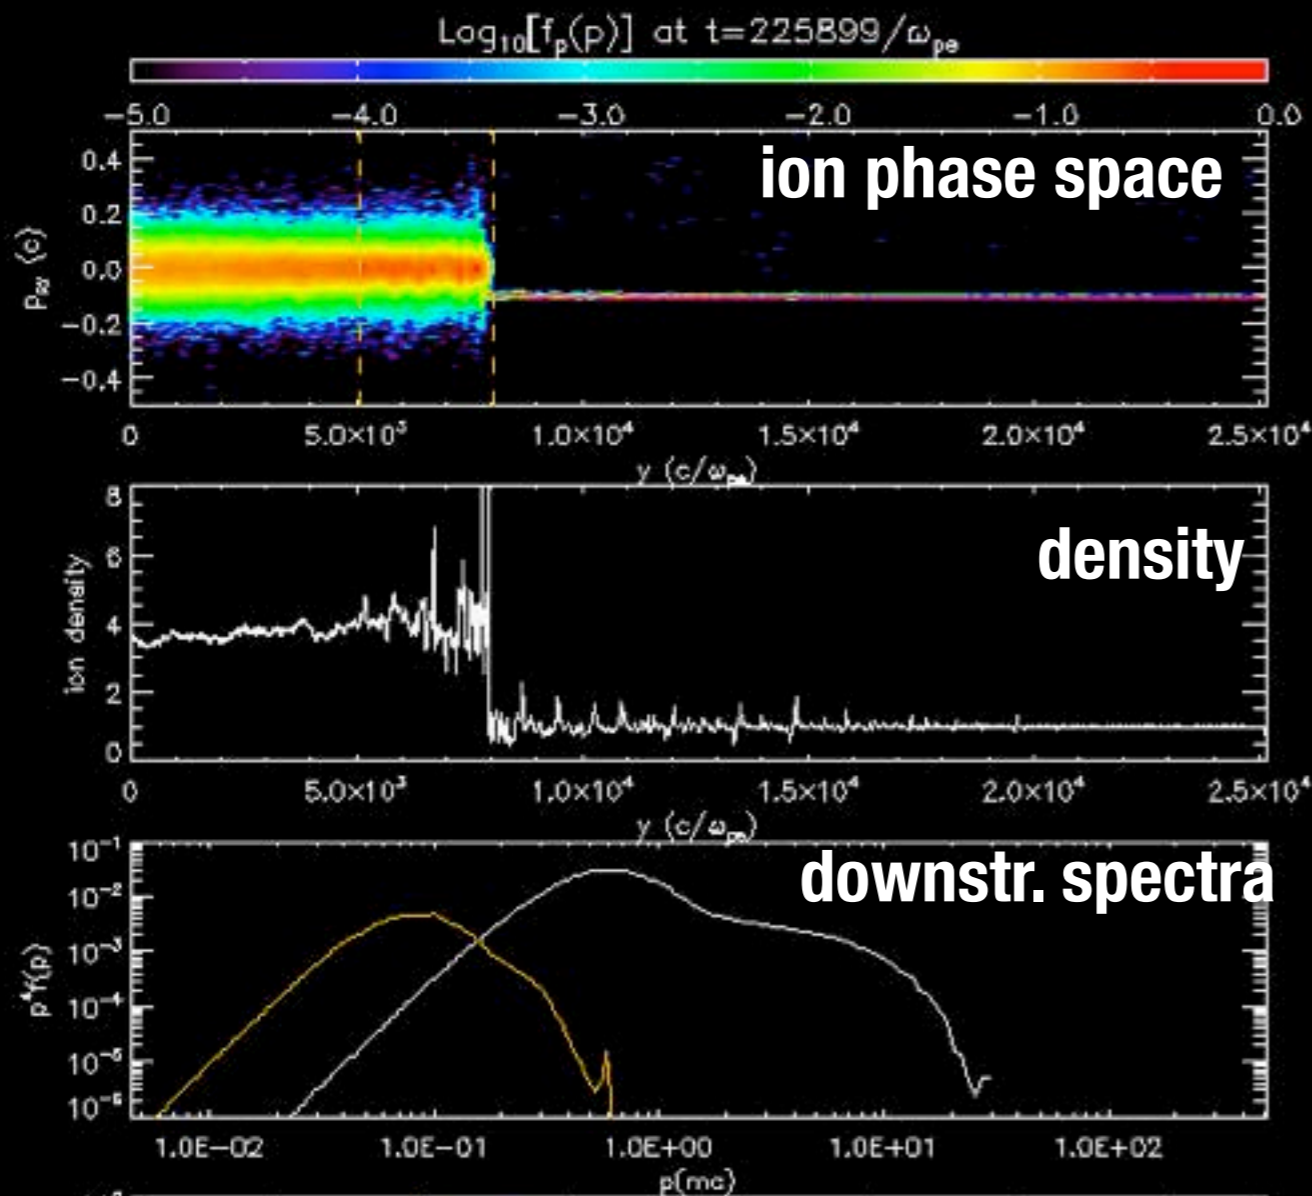 Log₁₀[fₚ(p)] at t=225899/ωₚₑ
−5.0 −4.0 −3.0 −2.0 −1.0 0.0
ion phase space
0.4
0.2
0.0
−0.2
−0.4
0 5.0×10³ 1.0×10⁴ 1.5×10⁴ 2.0×10⁴ 2.5×10⁴
y (c/ωₚₑ)
density
ion density
8
6
4
2
0
0 5.0×10³ 1.0×10⁴ 1.5×10⁴ 2.0×10⁴ 2.5×10⁴
y (c/ωₚₑ)
downstr. spectra
p⁴f(p)
10⁻¹
10⁻²
10⁻³
10⁻⁴
10⁻⁵
10⁻⁶
1.0E−02 1.0E−01 1.0E+00 1.0E+01 1.0E+02
p(mc)